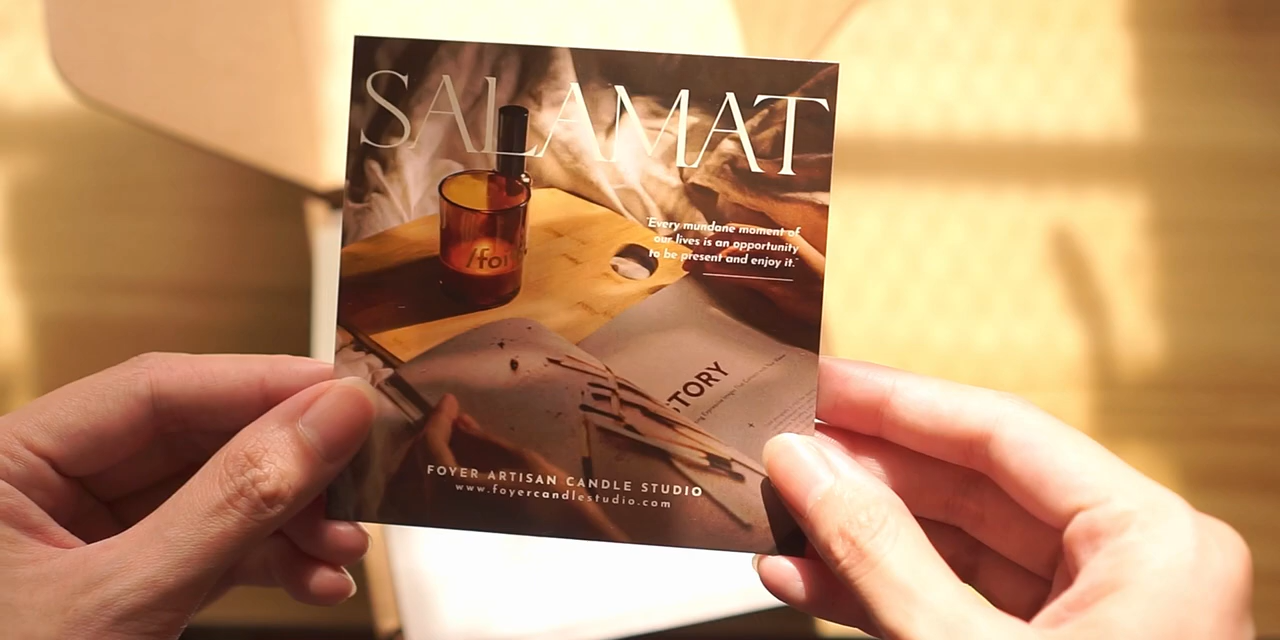 SALAMAT
"Every mundane moment of
our lives is an opportunity
to be present and enjoy it."
/foi
STORY
FOYER ARTISAN CANDLE STUDIO
www.foyercandlestudio.com